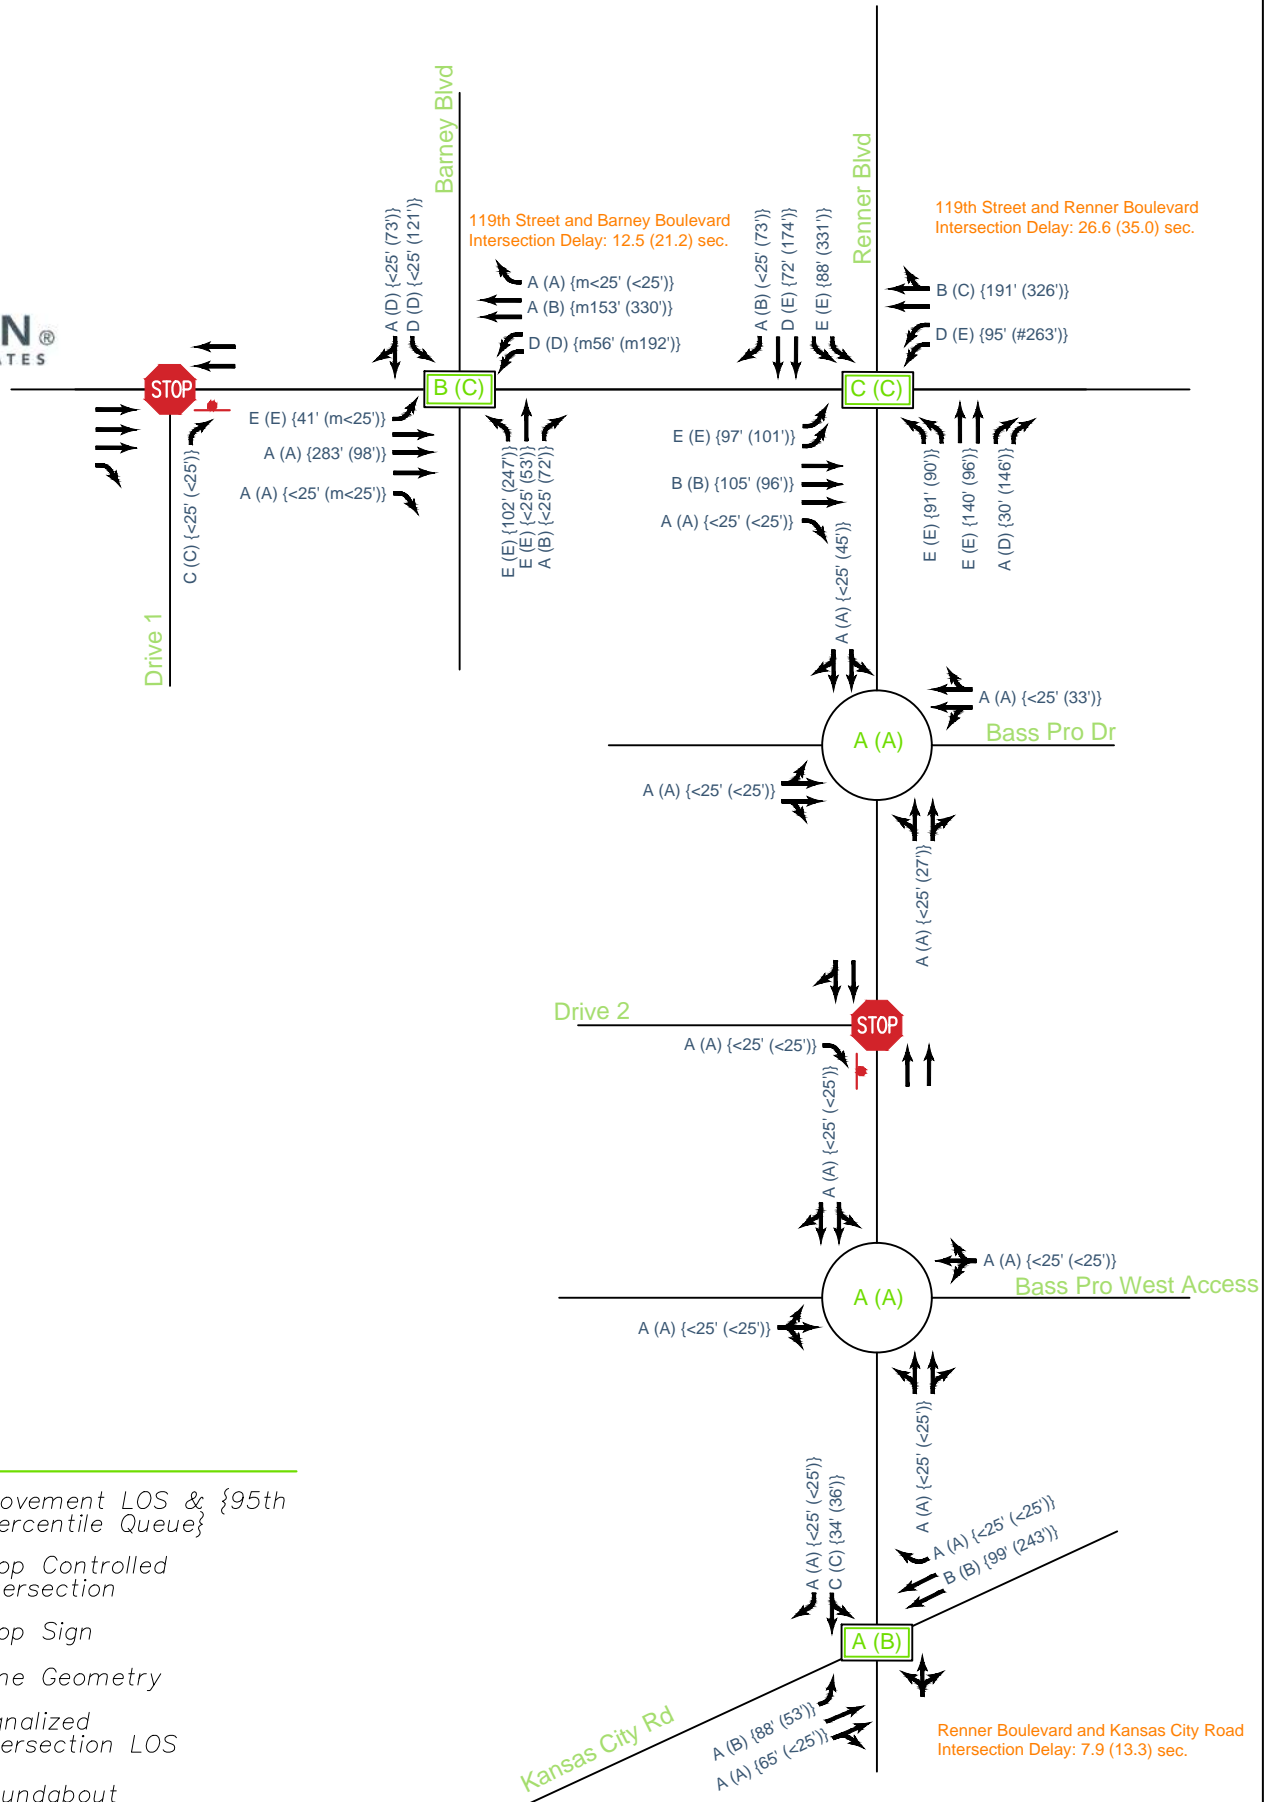 Barney Blvd
Renner Blvd
119th Street and Barney Boulevard
Intersection Delay: 12.5 (21.2) sec.
119th Street and Renner Boulevard
Intersection Delay: 26.6 (35.0) sec.
A (D) {<25' (73')}
D (D) {<25' (121')}
A (A) {m<25' (<25')}
A (B) {m153' (330')}
D (D) {m56' (m192')}
A (B) (<25' (73')}
D (E) {72' (174')}
E (E) {88' (331')}
B (C) {191' (326')}
D (E) {95' (#263')}
N®
ATES
STOP
B (C)
C (C)
C (C) {<25' (<25')}
E (E) {41' (m<25')}
A (A) {283' (98')}
A (A) {<25' (m<25')}
E (E) {102' (247')}
E (E) {<25' (53')}
A (B) {<25' (72')}
E (E) {97' (101')}
B (B) {105' (96')}
A (A) {<25' (<25')}
E (E) {91' (90')}
E (E) {140' (96')}
A (D) {30' (146')}
Drive 1
A (A) {<25' (45')}
A (A) {<25' (33')}
A (A)
Bass Pro Dr
A (A) {<25' (<25')}
A (A) {<25' (27')}
Drive 2
STOP
A (A) {<25' (<25')}
A (A) {<25' (<25')}
A (A) {<25' (<25')}
A (A)
Bass Pro West Access
A (A) {<25' (<25')}
A (A) {<25' (<25')}
A (A) {<25' (<25')}
C (C) {34' (36')}
A (A) {<25' (<25')}
B (B) {99' (243')}
A (B)
Kansas City Rd
A (B) {88' (53')}
A (A) {65' (<25')}
Renner Boulevard and Kansas City Road
Intersection Delay: 7.9 (13.3) sec.
ovement LOS & {95th
ercentile Queue}
op Controlled
ersection
op Sign
ne Geometry
gnalized
tersection LOS
undabout